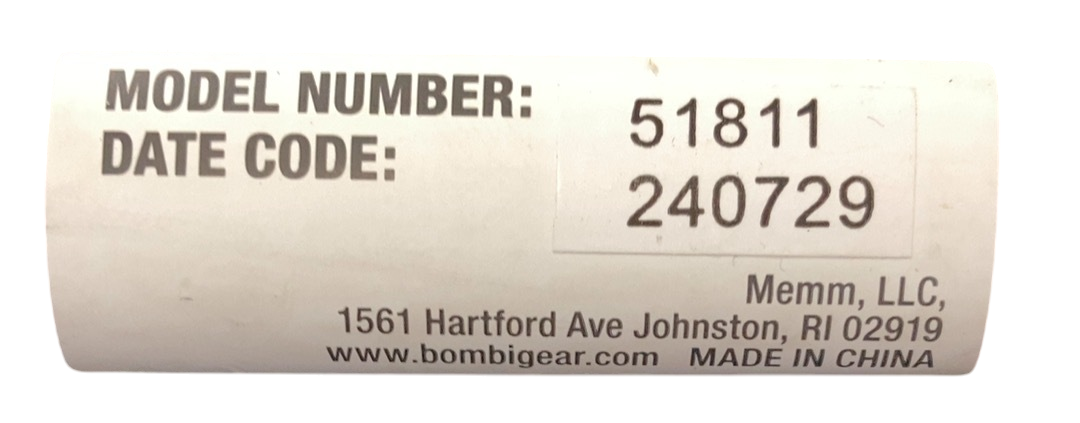 MODEL NUMBER: 51811
DATE CODE: 240729
Memm, LLC,
1561 Hartford Ave Johnston, RI 02919
www.bombigear.com MADE IN CHINA